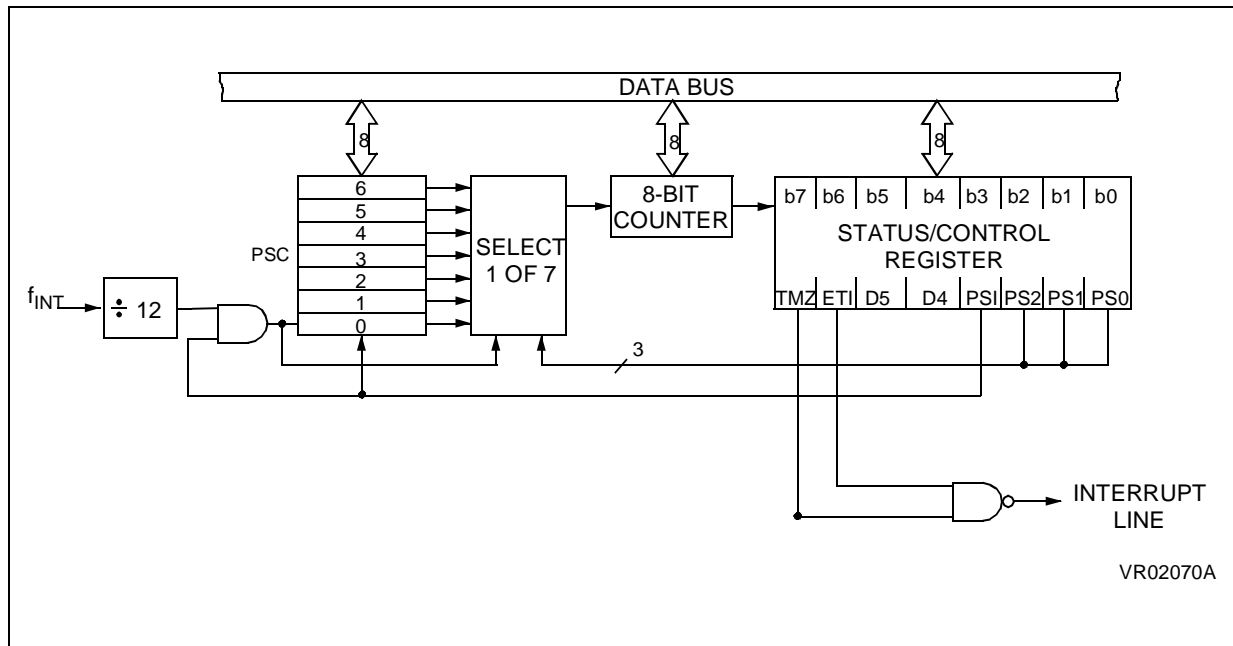 DATA BUS
8
8
8
6
5
4
3
2
1
0
PSC
SELECT
1 OF 7
8-BIT
COUNTER
b7 b6 b5 b4 b3 b2 b1 b0
STATUS/CONTROL
REGISTER
TMZ ETI D5 D4 PSI PS2 PS1 PS0
fINT
÷ 12
3
INTERRUPT
LINE
VR02070A